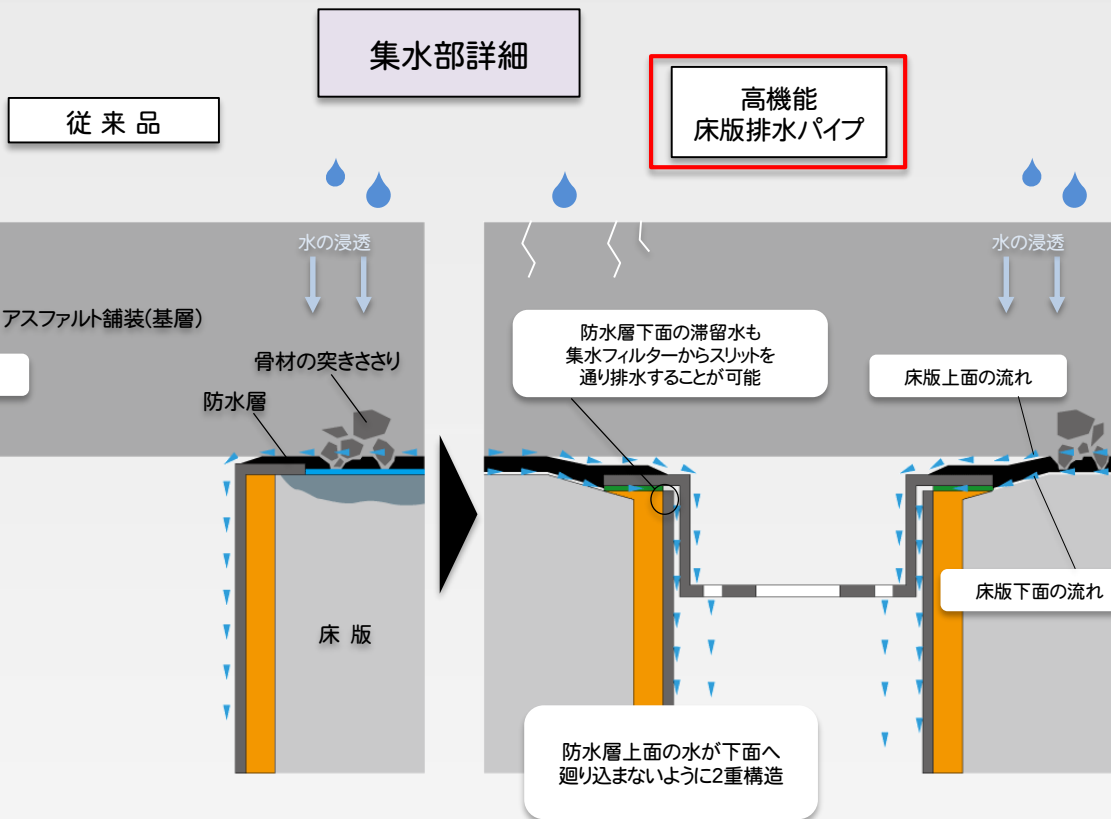 集水部詳細
従来品
高機能
床版排水パイプ
水の浸透
アスファルト舗装(基層)
骨材の突きささり
防水層
床版
水の浸透
防水層下面の滞留水も
集水フィルターからスリットを
通り排水することが可能
床版上面の流れ
床版下面の流れ
防水層上面の水が下面へ
廻り込まないように2重構造